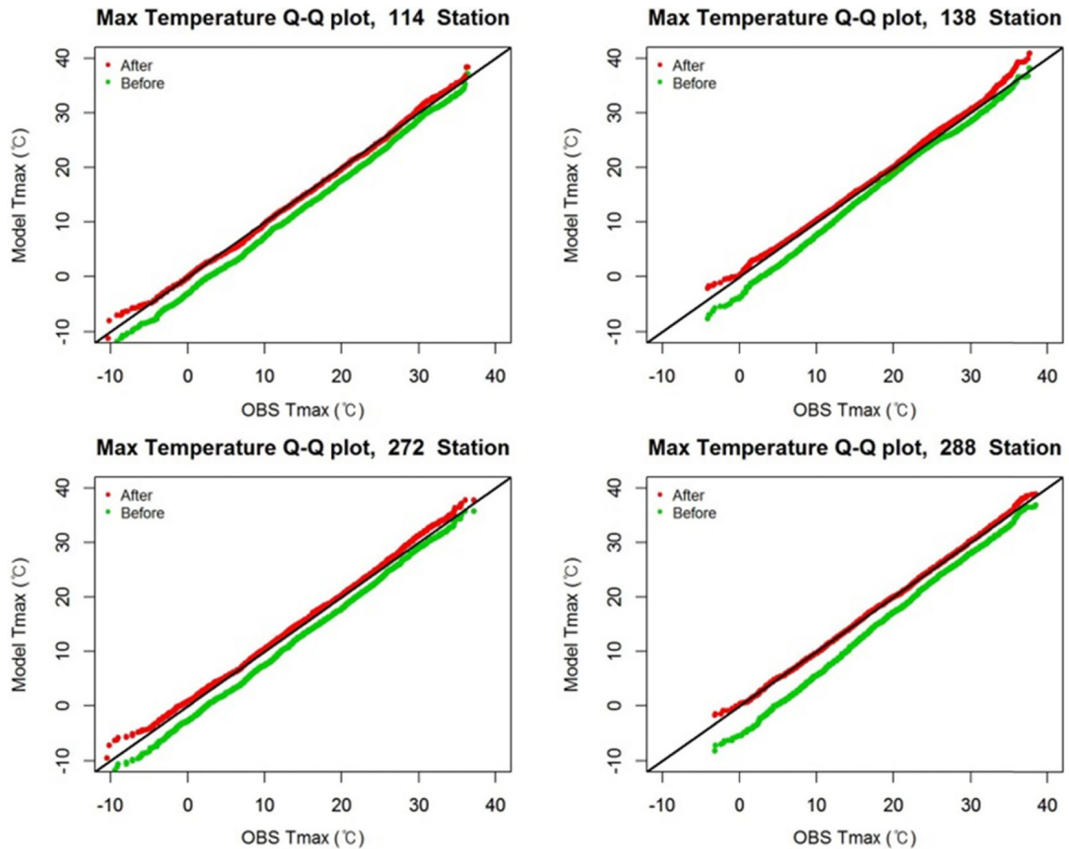 Max Temperature Q-Q plot, 114 Station
After
Before
Model Tmax (℃)
40
30
20
10
0
-10
-10 0 10 20 30 40
OBS Tmax (℃)
Max Temperature Q-Q plot, 138 Station
After
Before
Model Tmax (℃)
40
30
20
10
0
-10
-10 0 10 20 30 40
OBS Tmax (℃)
Max Temperature Q-Q plot, 272 Station
After
Before
Model Tmax (℃)
40
30
20
10
0
-10
-10 0 10 20 30 40
OBS Tmax (℃)
Max Temperature Q-Q plot, 288 Station
After
Before
Model Tmax (℃)
40
30
20
10
0
-10
-10 0 10 20 30 40
OBS Tmax (℃)